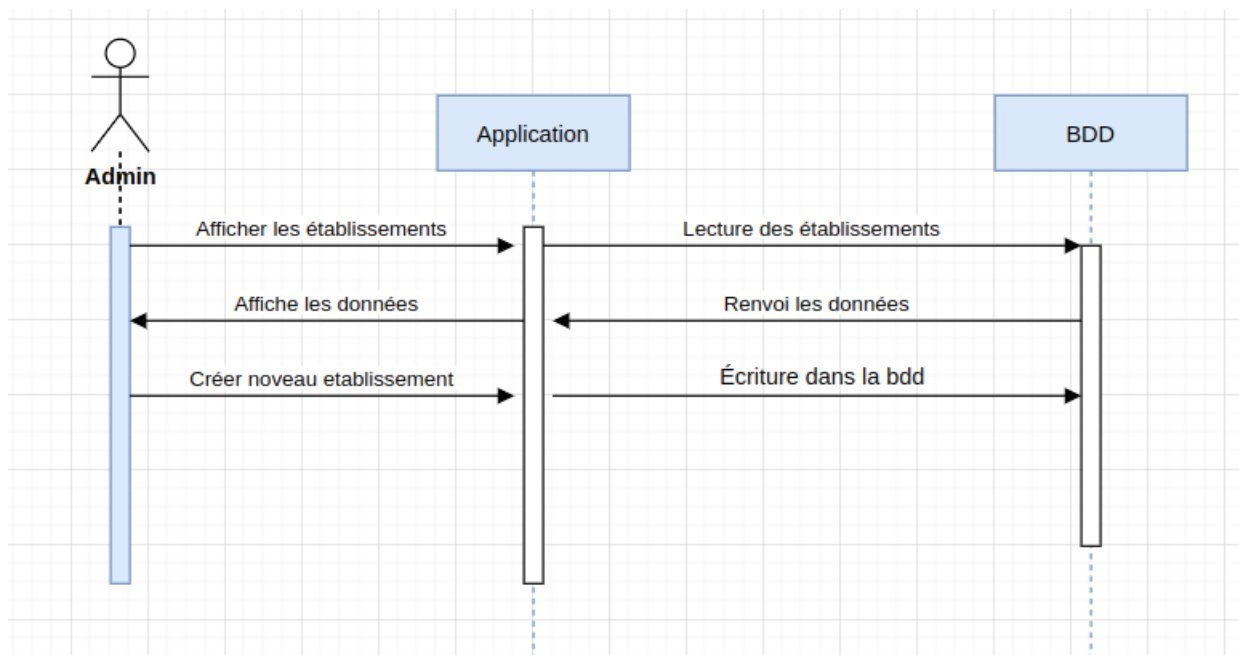 Admin
Application
BDD
Afficher les établissements
Lecture des établissements
Affiche les données
Renvoi les données
Créer noveau etablissement
Écriture dans la bdd